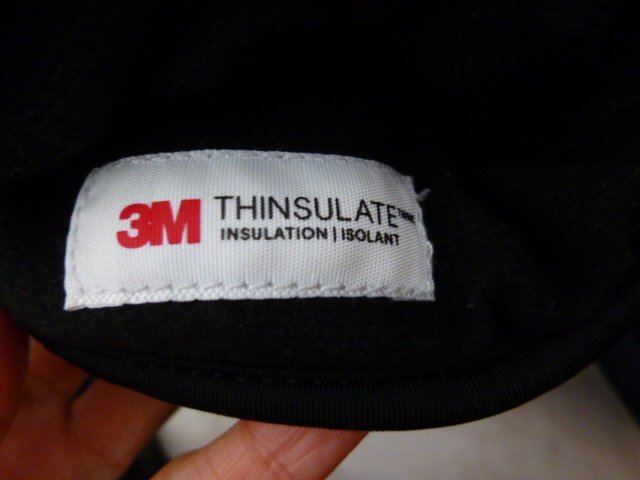 3M THINSULATE™
INSULATION | ISOLANT